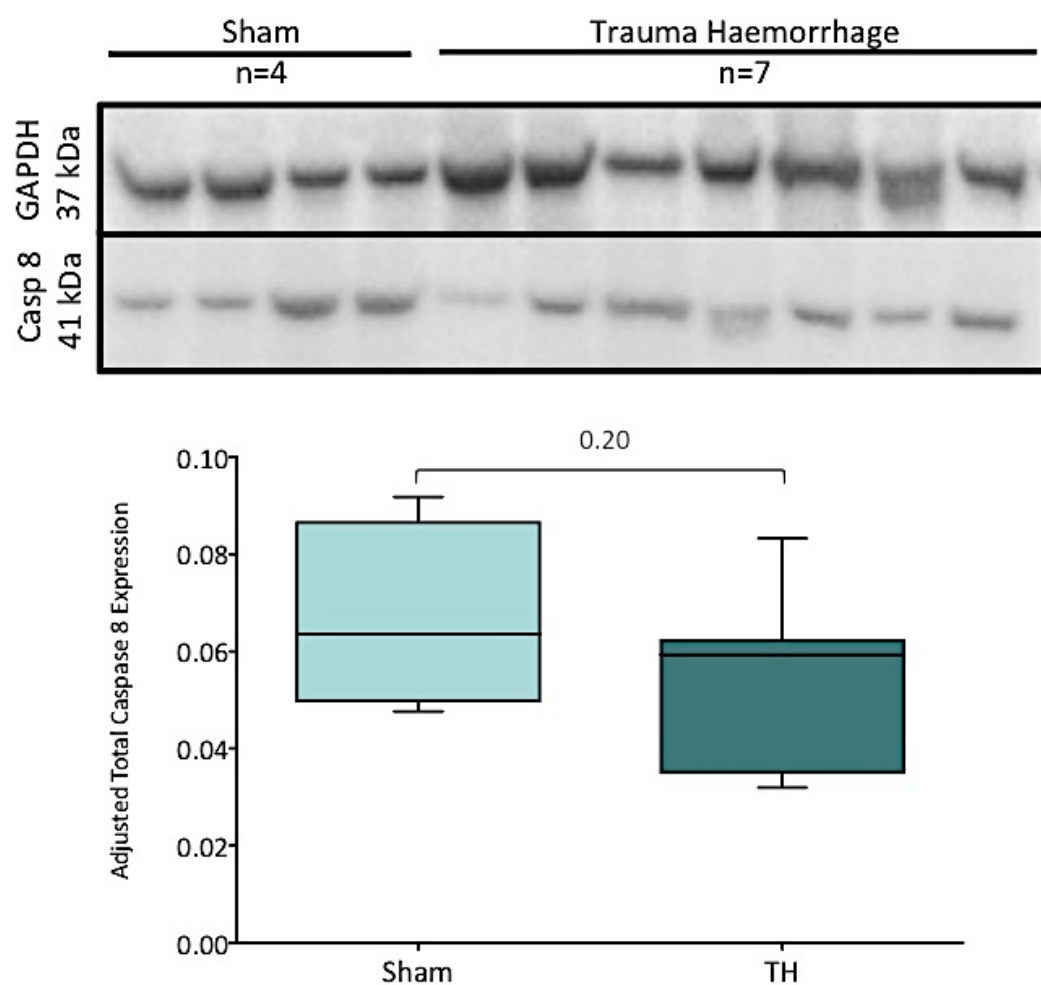 Sham
Trauma Haemorrhage
n=4
n=7
GAPDH
37 kDa
Casp 8
41 kDa
0.20
Adjusted Total Caspase 8 Expression
0.10
0.08
0.06
0.04
0.02
0.00
Sham
TH